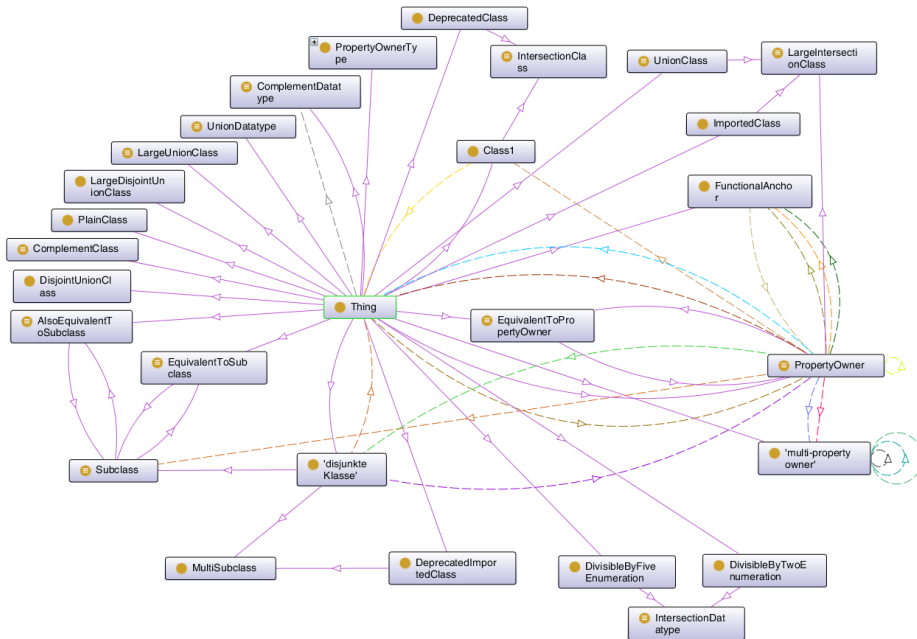 DeprecatedClass
PropertyOwnerTy
pe
IntersectionCla
ss
UnionClass
LargeIntersecti
onClass
ComplementDatat
ype
UnionDatatype
ImportedClass
LargeUnionClass
Class1
LargeDisjointUn
ionClass
FunctionalAncho
r
PlainClass
ComplementClass
DisjointUnionCl
ass
Thing
AlsoEquivalentT
oSubclass
EquivalentToPro
pertyOwner
EquivalentToSub
class
PropertyOwner
Subclass
'disjunkte
Klasse'
'multi-property
owner'
MultiSubclass
DeprecatedImpor
tedClass
DivisibleByFive
Enumeration
DivisibleByTwoE
numeration
IntersectionDat
atype